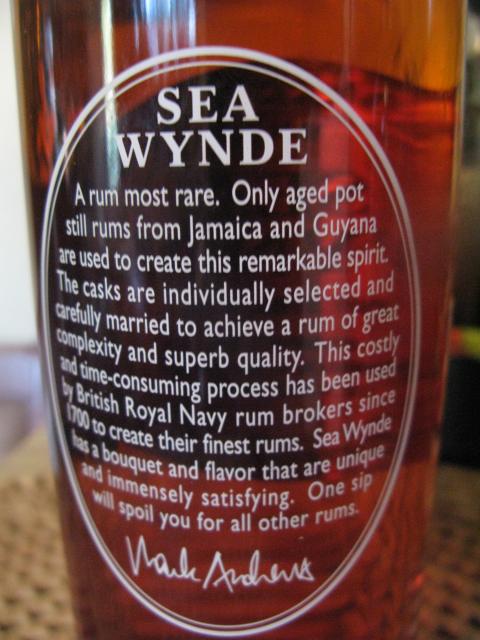 SEA
WYNDE
A rum most rare. Only aged pot
still rums from Jamaica and Guyana
are used to create this remarkable spirit.
The casks are individually selected and
carefully married to achieve a rum of great
complexity and superb quality. This costly
and time-consuming process has been used
by British Royal Navy rum brokers since
1700 to create their finest rums. Sea Wynde
has a bouquet and flavor that are unique
and immensely satisfying. One sip
will spoil you for all other rums.
Mark Andrews